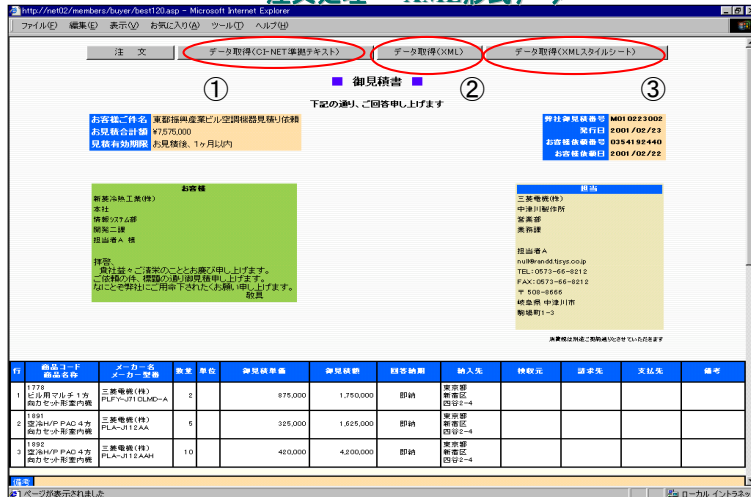 http://net02/members/buyer/best120.asp - Microsoft Internet Explorer
ファイル(F) 編集(E) 表示(V) お気に入り(A) ツール(T) ヘルプ(H)
注 文
データ取得(CI-NET準拠テキスト)
データ取得(XML)
データ取得(XMLスタイルシート)
① ② ③
■ 御見積書 ■
下記の通り、ご回答申し上げます
お客様ご件名 東都振興産業ビル空調機器見積り依頼
お見積合計額 ¥7,575,000
見積有効期限 お見積後、1ヶ月以内
弊社御見積番号 M010223002
発行日 2001/02/23
お客様依頼番号 0354192440
お客様依頼日 2001/02/22
お客様
新菱冷熱工業(株)
本社
情報システム部
開発二課
担当者A 様
拝啓、
貴社益々ご清栄のこととお慶び申し上げます。
ご依頼の件、標題の通り御見積申し上げます。
なにとぞ弊社にご用命下されたくお願い申し上げます。
敬具
担当
三菱電機(株)
中津川製作所
営業部
業務課
担当者A
null@randd.tjsys.co.jp
TEL:0573-66-8212
FAX:0573-66-8212
〒 508-8666
岐阜県 中津川市
駒場町1-3
消費税は別途ご契約通りとさせていただきます
行 商品コード 商品名称 メーカー名 メーカー型番 数量 単位 御見積単価 御見積額 回答納期 納入先 検収元 請求先 支払先 備考
1 1778 ビル用マルチ1方向カセット形室内機 三菱電機(株) PLFY-J71CLMD-A 2 875,000 1,750,000 即納 東京都新宿区四谷2-4
2 1891 空冷H/P PAC 4方向カセット形室内機 三菱電機(株) PLA-J112AA 5 325,000 1,625,000 即納 東京都新宿区四谷2-4
3 1892 空冷H/P PAC 4方向カセット形室内機 三菱電機(株) PLA-J112AAH 10 420,000 4,200,000 即納 東京都新宿区四谷2-4
備考
ページが表示されました
ローカル イントラネッ